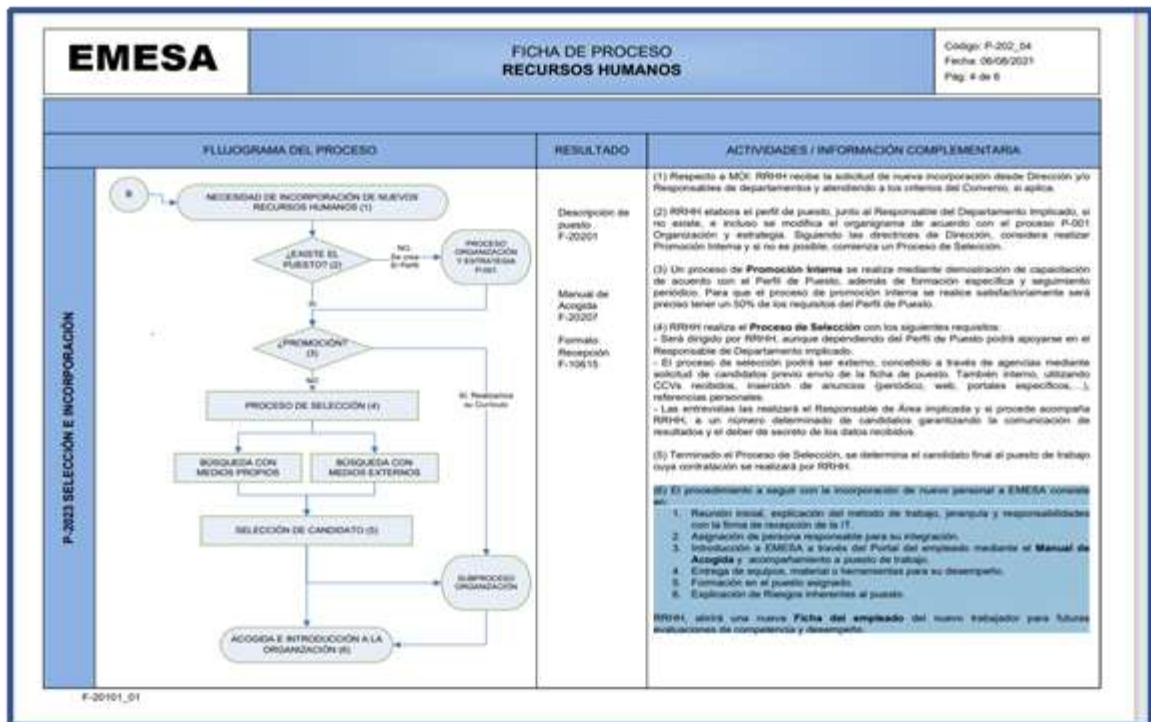 EMESA
FICHA DE PROCESO
RECURSOS HUMANOS
Código: P-202_04
Fecha: 06/08/2021
Pág: 4 de 6
FLUJOGRAMA DEL PROCESO
RESULTADO
ACTIVIDADES / INFORMACIÓN COMPLEMENTARIA
P-2023 SELECCIÓN E INCORPORACIÓN
NECESIDAD DE INCORPORACIÓN DE NUEVOS
RECURSOS HUMANOS (1)
¿EXISTE EL
PUESTO? (2)
NO
Se crea
El Perfil
PROCESO
ORGANIZACIÓN
Y ESTRATEGIA
P-001
SI
¿PROMOCIÓN?
(3)
NO
SI: Realizamos
su Currículo
PROCESO DE SELECCIÓN (4)
BÚSQUEDA CON
MEDIOS PROPIOS
BÚSQUEDA CON
MEDIOS EXTERNOS
SELECCIÓN DE CANDIDATO (5)
SUBPROCESO
ORGANIZACIÓN
ACOGIDA E INTRODUCCIÓN A LA
ORGANIZACIÓN (6)
Descripción de
puesto
F-20201
Manual de
Acogida
F-20207
Formato
Recepción
F-10615
(1) Respecto a MOI: RRHH recibe la solicitud de nueva incorporación desde Dirección y/o
Responsables de departamentos y atendiendo a los criterios del Convenio, si aplica.
(2) RRHH elabora el perfil de puesto, junto al Responsable del Departamento Implicado, si
no existe, e incluso se modifica el organigrama de acuerdo con el proceso P-001
Organización y estrategia. Siguiendo las directrices de Dirección, considera realizar
Promoción Interna y si no es posible, comienza un Proceso de Selección.
(3) Un proceso de Promoción Interna se realiza mediante demostración de capacitación
de acuerdo con el Perfil de Puesto, además de formación específica y seguimiento
periódico. Para que el proceso de promoción interna se realice satisfactoriamente será
preciso tener un 50% de los requisitos del Perfil de Puesto.
(4) RRHH realiza el Proceso de Selección con los siguientes requisitos:
- Será dirigido por RRHH, aunque dependiendo del Perfil de Puesto podrá apoyarse en el
Responsable de Departamento implicado.
- El proceso de selección podrá ser externo, concebido a través de agencias mediante
solicitud de candidatos previo envío de la ficha de puesto. También interno, utilizando
CCVs recibidos, inserción de anuncios (periódico, web, portales específicos,...),
referencias personales.
- Las entrevistas las realizará el Responsable de Área implicada y si procede acompaña
RRHH, a un número determinado de candidatos garantizando la comunicación de
resultados y el deber de secreto de los datos recibidos.
(5) Terminado el Proceso de Selección, se determina el candidato final al puesto de trabajo
cuya contratación se realizará por RRHH.
(6) El procedimiento a seguir con la incorporación de nuevo personal a EMESA consiste
en:
1. Reunión inicial, explicación del método de trabajo, jerarquía y responsabilidades
con la firma de recepción de la IT.
2. Asignación de persona responsable para su integración.
3. Introducción a EMESA a través del Portal del empleado mediante el Manual de
Acogida y acompañamiento a puesto de trabajo.
4. Entrega de equipos, material o herramientas para su desempeño.
5. Formación en el puesto asignado.
6. Explicación de Riesgos inherentes al puesto.
RRHH, abrirá una nueva Ficha del empleado del nuevo trabajador para futuras
evaluaciones de competencia y desempeño.
F-20101_01